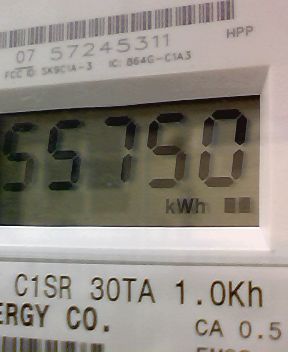 07 57245311
HPP
FCC ID: SK9C1A-3 IC: 864G-C1A3
55750
kWh
C1SR 30TA 1.0Kh
ERGY CO.
CA 0.5